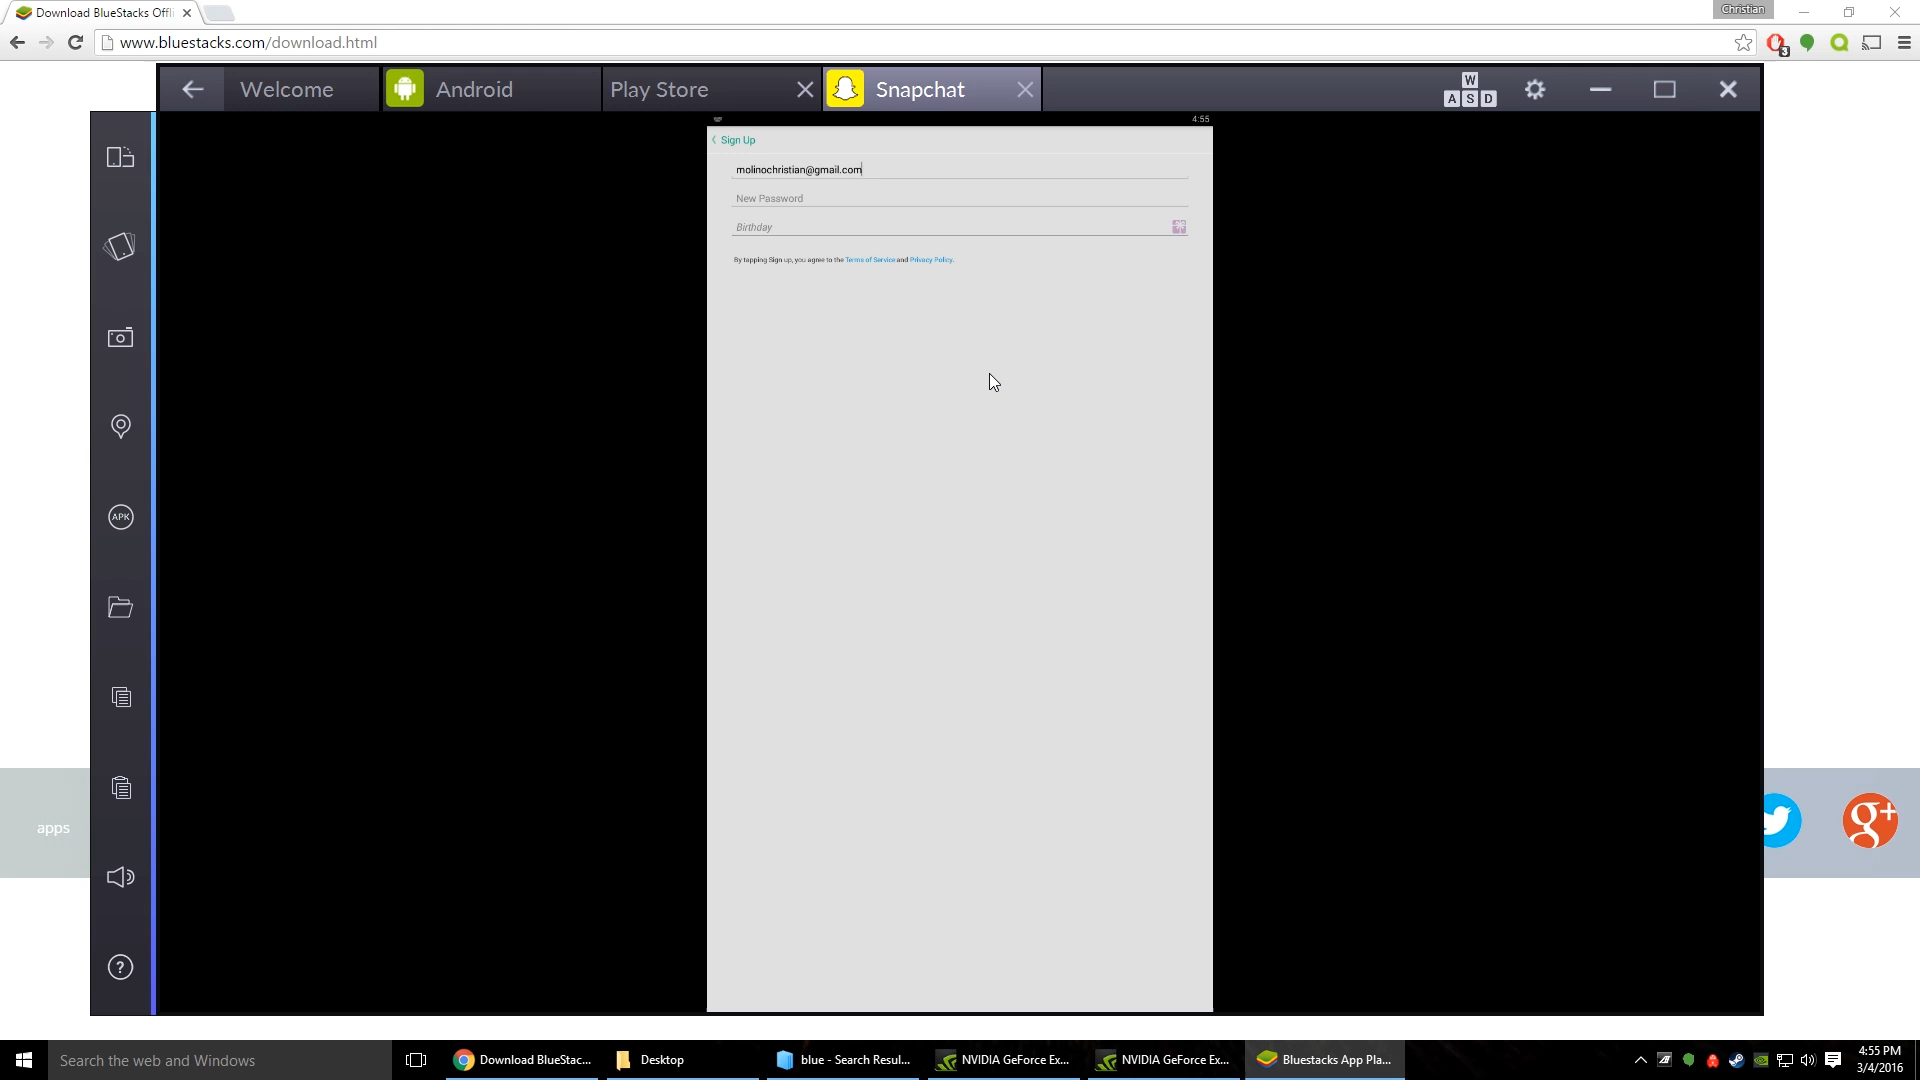 Download BlueStacks Offli
Christian
www.bluestacks.com/download.html
3
Welcome
Android
Play Store
Snapchat
W
A S D
4:55
Sign Up
molinochristian@gmail.com
New Password
Birthday
By tapping Sign up, you agree to the Terms of Service and Privacy Policy.
APK
apps
g+
?
Search the web and Windows
Download BlueStac...
Desktop
blue - Search Resul...
NVIDIA GeForce Ex...
NVIDIA GeForce Ex...
Bluestacks App Pla...
4:55 PM
3/4/2016